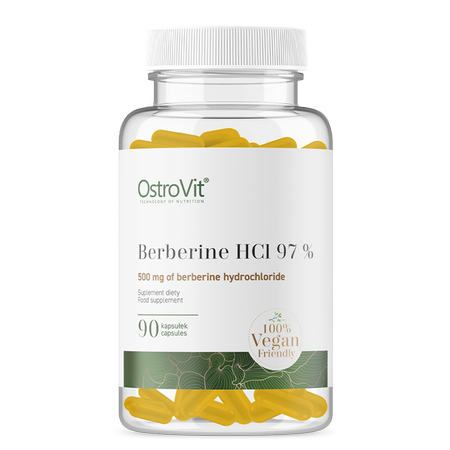 OstroVit®
TECHNOLOGY OF NUTRITION
Berberine HCl 97 %
500 mg of berberine hydrochloride
Suplement diety
Food supplement
90 kapsułek
capsules
100%
Vegan
Friendly